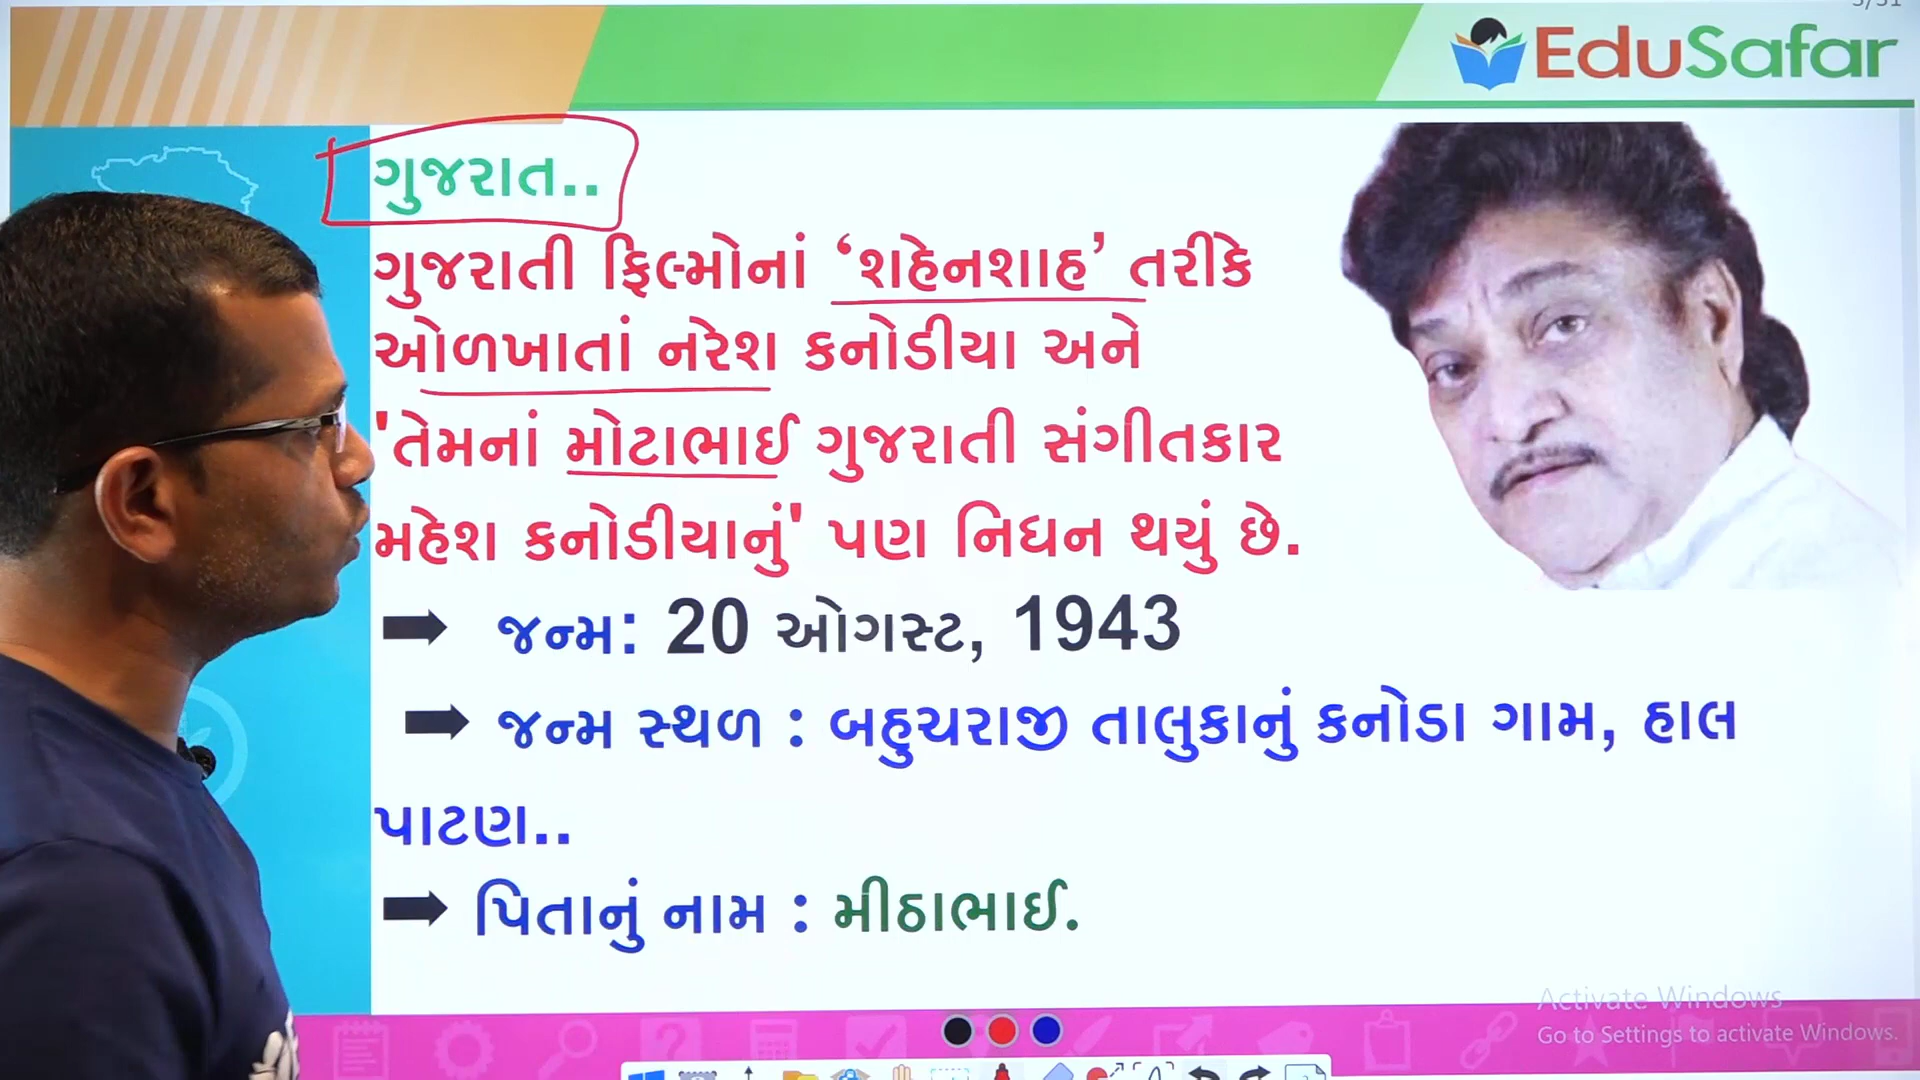 EduSafar
ગુજરાત..
ગુજરાતી ફિલ્મોનાં ‘શહેનશાહ’ તરીકે
ઓળખાતાં નરેશ કનોડીયા અને
'તેમનાં મોટાભાઈ ગુજરાતી સંગીતકાર
મહેશ કનોડીયાનું' પણ નિધન થયું છે.
જન્મ: 20 ઓગસ્ટ, 1943
જન્મ સ્થળ : બહુચરાજી તાલુકાનું કનોડા ગામ, હાલ
પાટણ..
પિતાનું નામ : મીઠાભાઈ.
Activate Windows
Go to Settings to activate Windows.